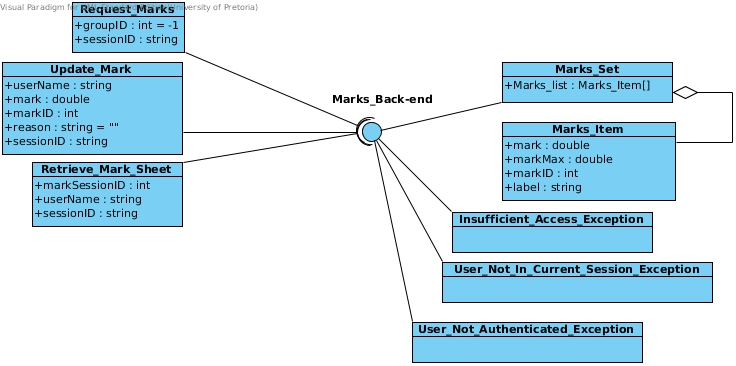 Visual Paradigm for University of Pretoria)
Request_Marks
+groupID : int = -1
+sessionID : string
Update_Mark
+userName : string
+mark : double
+markID : int
+reason : string = ""
+sessionID : string
Retrieve_Mark_Sheet
+markSessionID : int
+userName : string
+sessionID : string
Marks_Back-end
Marks_Set
+Marks_list : Marks_Item[]
Marks_Item
+mark : double
+markMax : double
+markID : int
+label : string
Insufficient_Access_Exception
User_Not_In_Current_Session_Exception
User_Not_Authenticated_Exception